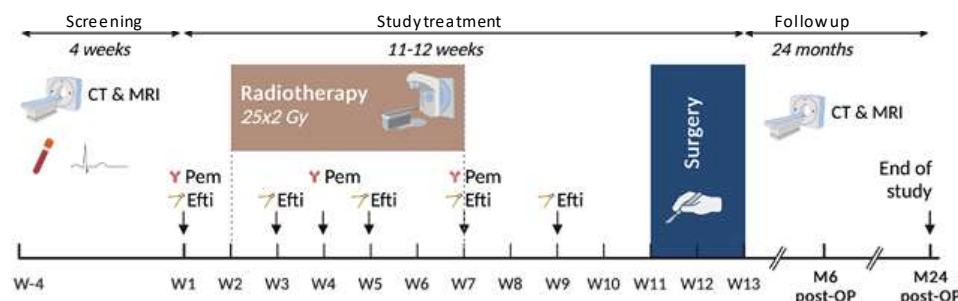 Screening
Study treatment
Follow up
4 weeks
11-12 weeks
24 months
CT & MRI
Radiotherapy
25x2 Gy
Surgery
CT & MRI
Pem
Efti
Efti
Pem
Efti
Pem
Efti
Efti
End of
study
W-4 W1 W2 W3 W4 W5 W6 W7 W8 W9 W10 W11 W12 W13 M6 M24
post-OP post-OP